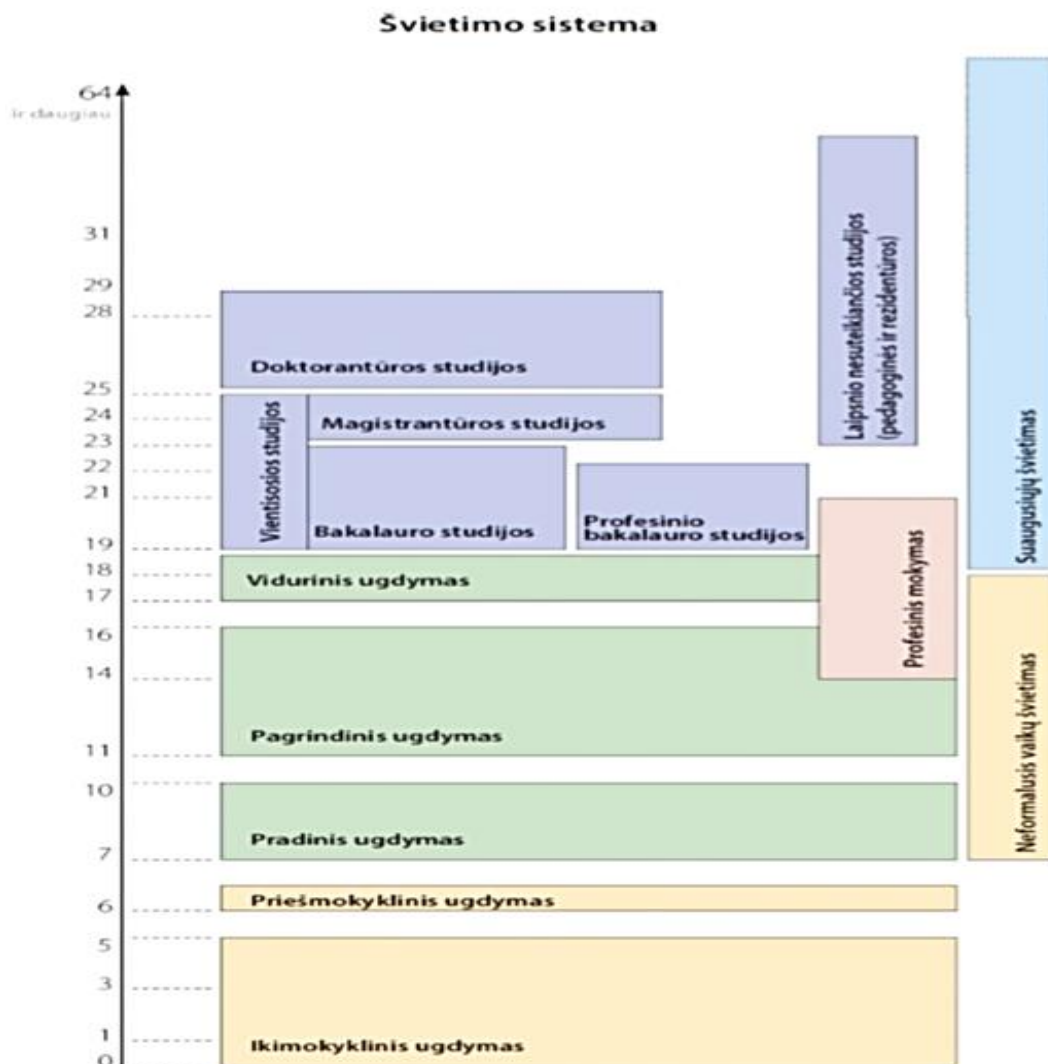 Švietimo sistema
64
ir daugiau
31
29
28
25
24
23
22
21
19
18
17
16
14
11
10
7
6
5
3
1
0
Doktorantūros studijos
Vientisosios studijos
Magistrantūros studijos
Bakalauro studijos
Profesinio
bakalauro studijos
Laipsnio nesuteikiančios studijos
(pedagoginės ir rezidentūros)
Vidurinis ugdymas
Profesinis mokymas
Pagrindinis ugdymas
Pradinis ugdymas
Priešmokyklinis ugdymas
Ikimokyklinis ugdymas
Suaugusiųjų švietimas
Neformalusis vaikų švietimas